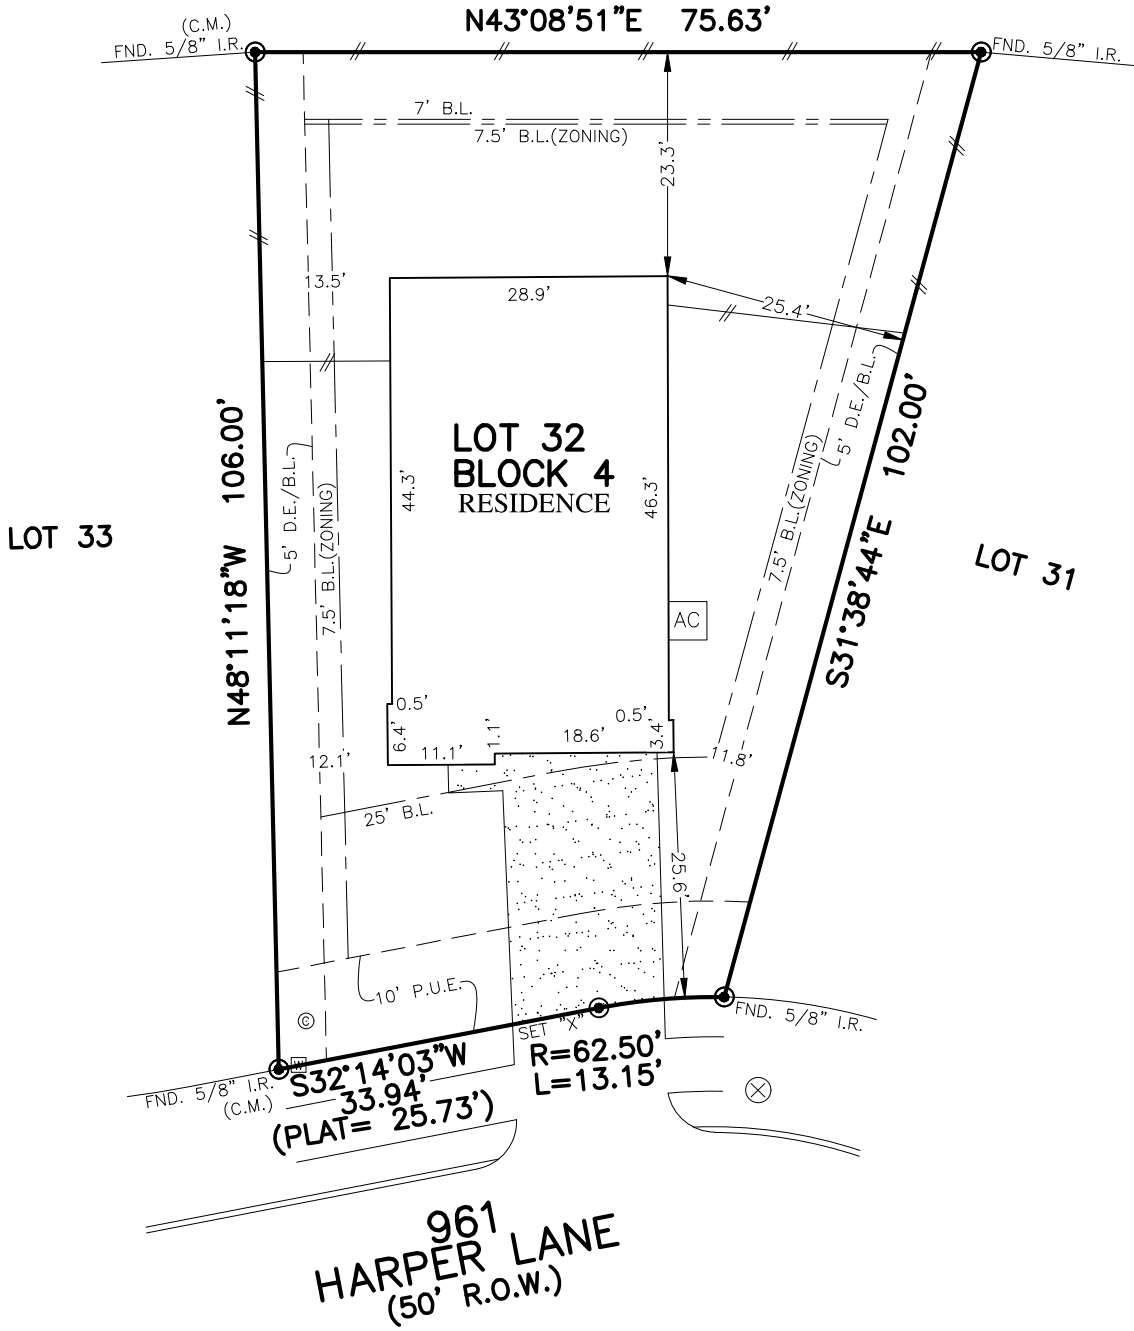 N43°08'51"E 75.63'
(C.M.)
FND. 5/8" I.R.
FND. 5/8" I.R.
7' B.L.
7.5' B.L.(ZONING)
23.3'
13.5'
28.9'
25.4'
5' D.E./B.L.
102.00'
S31°38'44"E
7.5' B.L.(ZONING)
N48°11'18"W 106.00'
5' D.E./B.L.
7.5' B.L.(ZONING)
44.3'
LOT 32
BLOCK 4
RESIDENCE
46.3'
LOT 33
LOT 31
AC
0.5'
6.4'
11.1'
1.1'
18.6'
0.5'
3.4'
11.8'
12.1'
25' B.L.
25.6'
10' P.U.E.
C
W
SET "X"
FND. 5/8" I.R.
R=62.50'
L=13.15'
S32°14'03"W
33.94'
(PLAT= 25.73')
FND. 5/8" I.R.
(C.M.)
961
HARPER LANE
(50' R.O.W.)